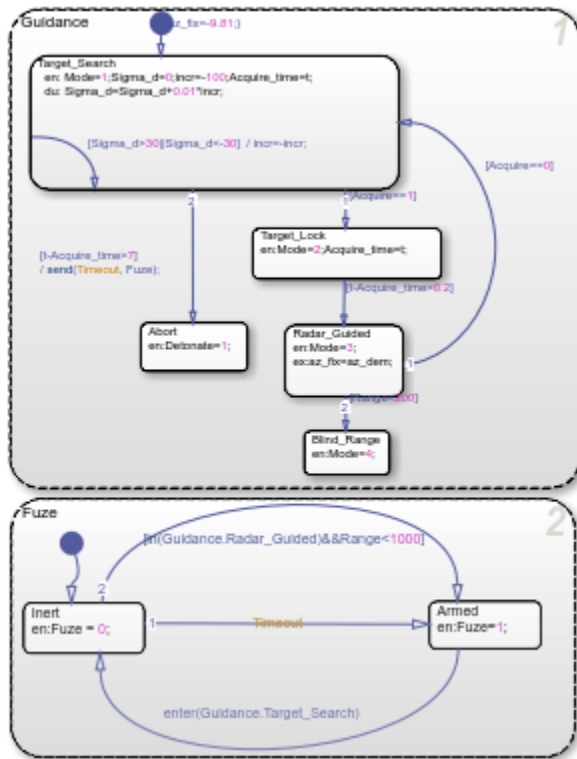 Guidance
1
az_fix=-9.81;}
Target_Search
en: Mode=1;Sigma_d=0;incr=-100;Acquire_time=t;
du: Sigma_d=Sigma_d+0.01*incr;
[Sigma_d>30||Sigma_d<-30] / incr=-incr;
[Acquire==0]
2
1
[Acquire==1]
Target_Lock
en:Mode=2;Acquire_time=t;
[t-Acquire_time>7]
/ send(Timeout, Fuze);
[t-Acquire_time>0.2]
Abort
en:Detonate=1;
Radar_Guided
en:Mode=3;
ex:az_fix=az_dem;
1
[Range<300]
2
Blind_Range
en:Mode=4;
Fuze
2
[in(Guidance.Radar_Guided)&&Range<1000]
2
Inert
en:Fuze = 0;
1
Timeout
Armed
en:Fuze=1;
enter(Guidance.Target_Search)